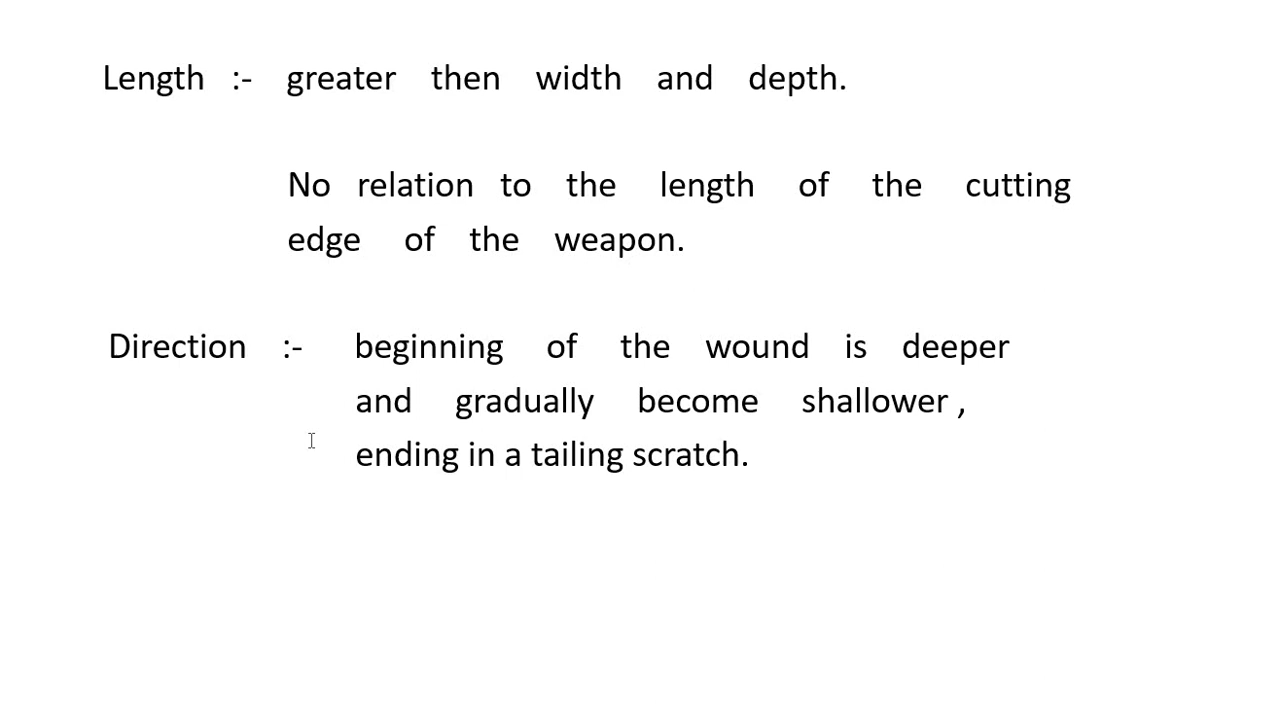 Length :- greater then width and depth.
No relation to the length of the cutting
edge of the weapon.
Direction :- beginning of the wound is deeper
and gradually become shallower ,
ending in a tailing scratch.